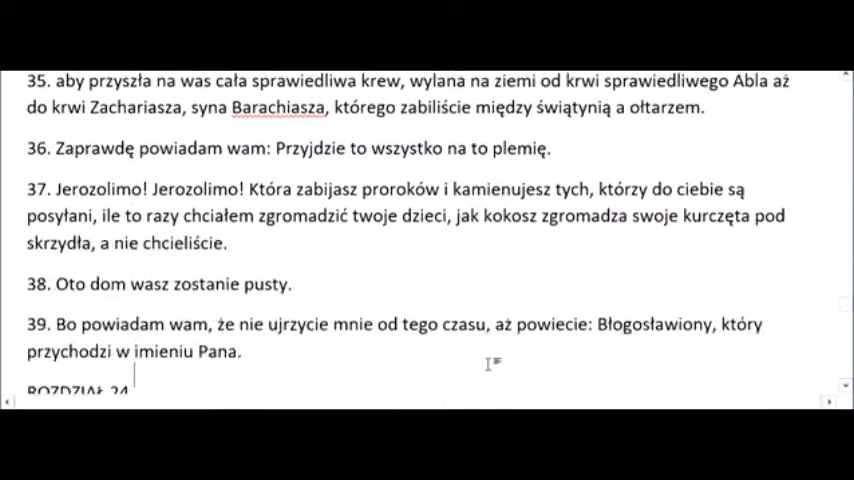 35. aby przyszła na was cała sprawiedliwa krew, wylana na ziemi od krwi sprawiedliwego Abla aż
do krwi Zachariasza, syna Barachiasza, którego zabiliście między świątynią a ołtarzem.
36. Zaprawdę powiadam wam: Przyjdzie to wszystko na to plemię.
37. Jerozolimo! Jerozolimo! Która zabijasz proroków i kamienujesz tych, którzy do ciebie są
posyłani, ile to razy chciałem zgromadzić twoje dzieci, jak kokosz zgromadza swoje kurczęta pod
skrzydła, a nie chcieliście.
38. Oto dom wasz zostanie pusty.
39. Bo powiadam wam, że nie ujrzycie mnie od tego czasu, aż powiecie: Błogosławiony, który
przychodzi w imieniu Pana.
ROZDZIAŁ 24